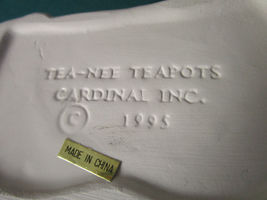 TEA-NEE TEAPOTS
CARDINAL INC.
© 1995
MADE IN CHINA